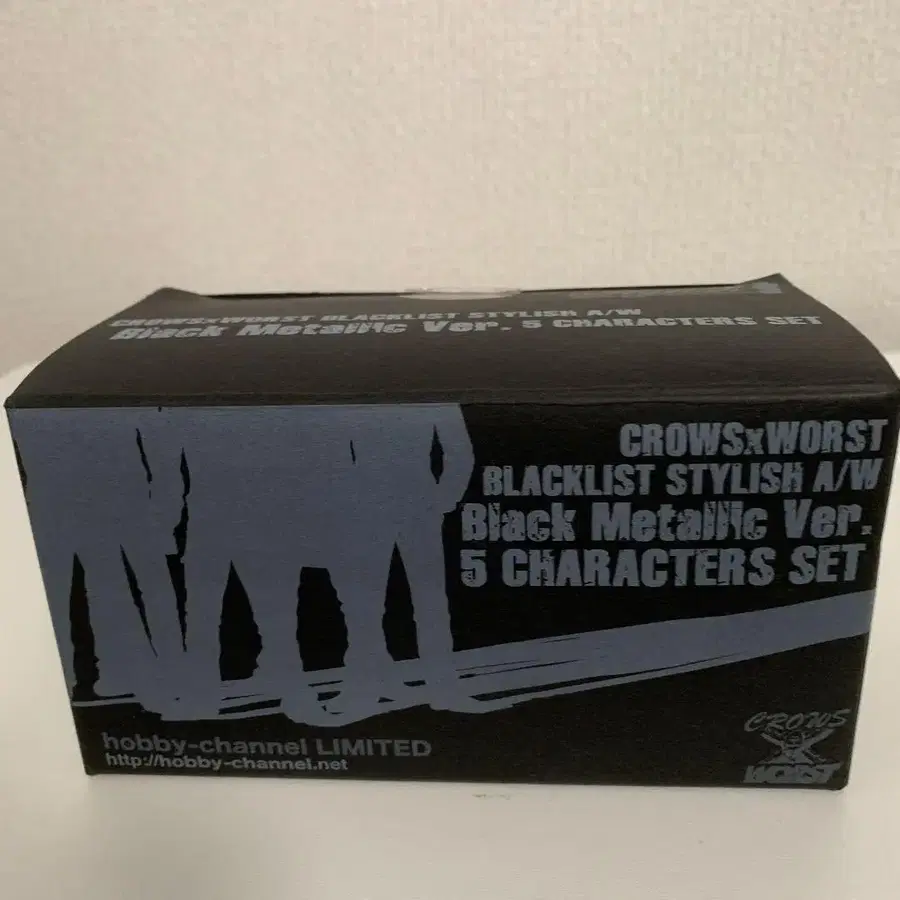 CROWSxWORST BLACKLIST STYLISH A/W
Black Metallic Ver. 5 CHARACTERS SET
CROWSxWORST
BLACKLIST STYLISH A/W
Black Metallic Ver.
5 CHARACTERS SET
hobby-channel LIMITED
http://hobby-channel.net
CROWS
X
WORST